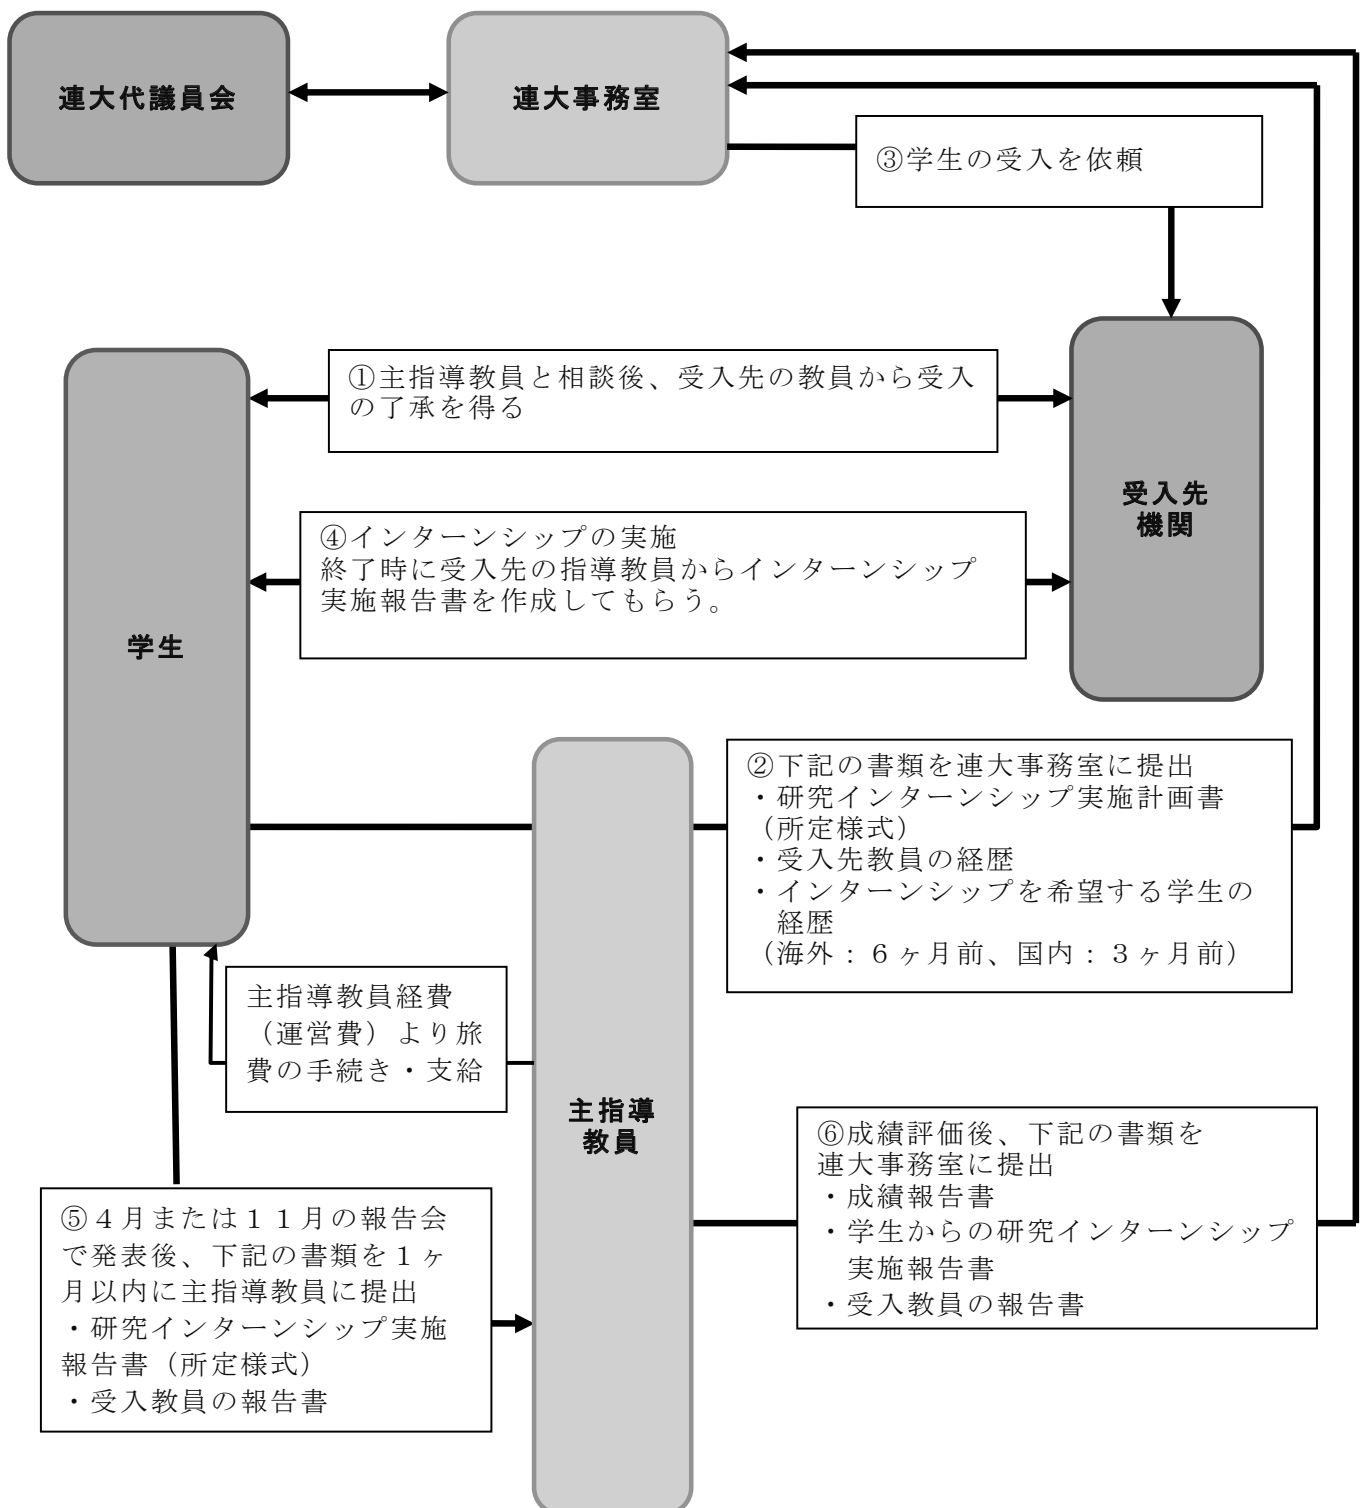 連大代議員会
連大事務室
③学生の受入を依頼
①主指導教員と相談後、受入先の教員から受入
の了承を得る
受入先
機関
④インターンシップの実施
終了時に受入先の指導教員からインターンシップ
実施報告書を作成してもらう。
学生
②下記の書類を連大事務室に提出
・研究インターンシップ実施計画書
（所定様式）
・受入先教員の経歴
・インターンシップを希望する学生の
経歴
（海外：６ヶ月前、国内：３ヶ月前）
主指導教員経費
（運営費）より旅
費の手続き・支給
主指導
教員
⑥成績評価後、下記の書類を
連大事務室に提出
・成績報告書
・学生からの研究インターンシップ
実施報告書
・受入教員の報告書
⑤４月または１１月の報告会
で発表後、下記の書類を１ヶ
月以内に主指導教員に提出
・研究インターンシップ実施
報告書（所定様式）
・受入教員の報告書